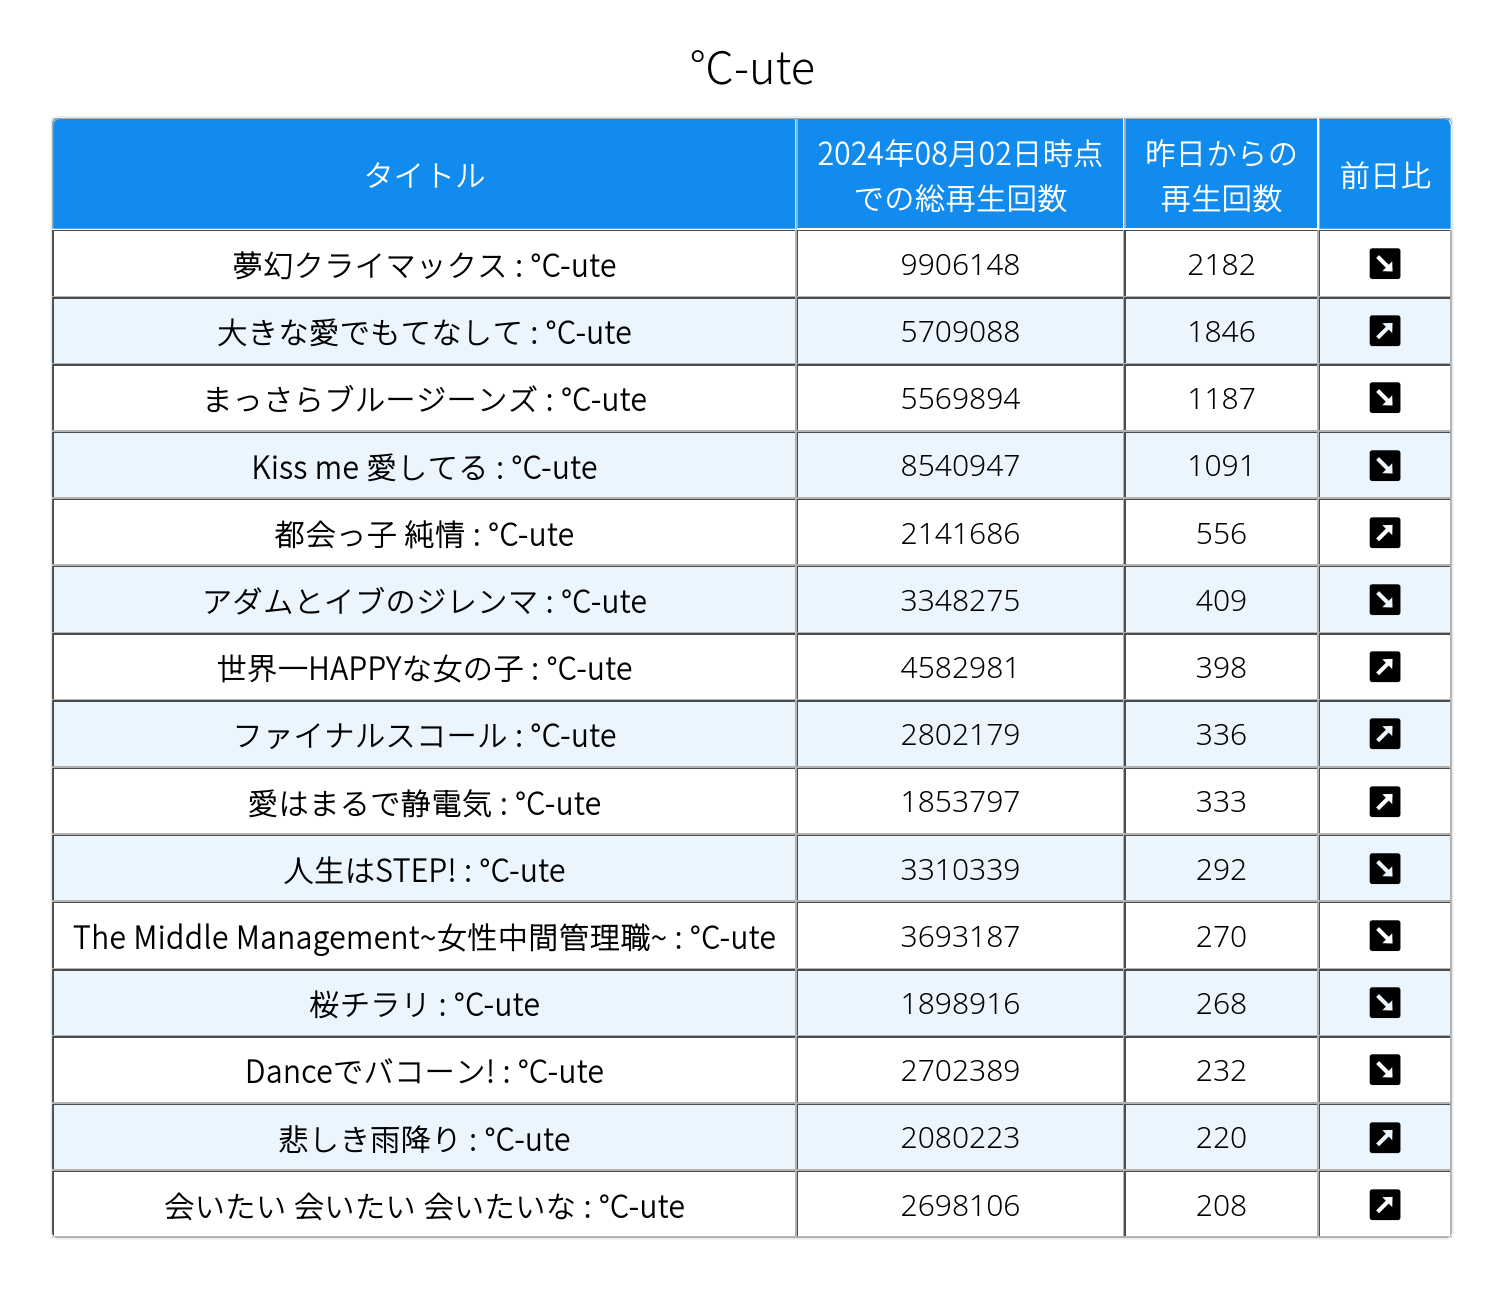 ℃-ute
タイトル
2024年08月02日時点
での総再生回数
昨日からの
再生回数
前日比
夢幻クライマックス : ℃-ute 9906148 2182
大きな愛でもてなして : ℃-ute 5709088 1846
まっさらブルージーンズ : ℃-ute 5569894 1187
Kiss me 愛してる : ℃-ute 8540947 1091
都会っ子 純情 : ℃-ute 2141686 556
アダムとイブのジレンマ : ℃-ute 3348275 409
世界一HAPPYな女の子 : ℃-ute 4582981 398
ファイナルスコール : ℃-ute 2802179 336
愛はまるで静電気 : ℃-ute 1853797 333
人生はSTEP! : ℃-ute 3310339 292
The Middle Management~女性中間管理職~ : ℃-ute 3693187 270
桜チラリ : ℃-ute 1898916 268
Danceでバコーン! : ℃-ute 2702389 232
悲しき雨降り : ℃-ute 2080223 220
会いたい 会いたい 会いたいな : ℃-ute 2698106 208